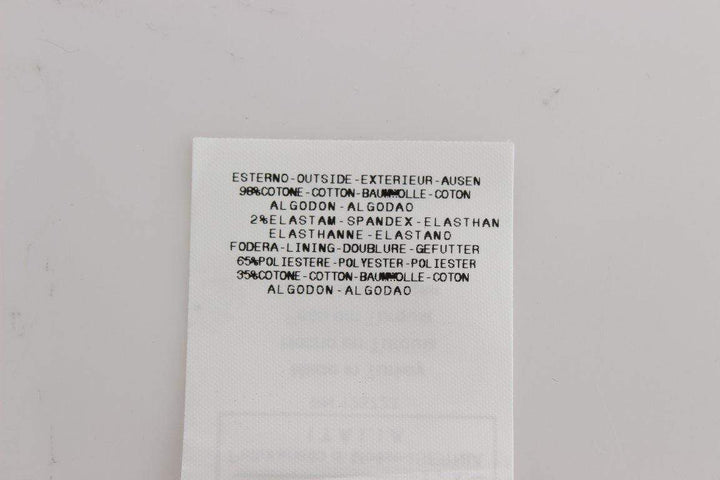 ESTERNO-OUTSIDE-EXTERIEUR-AUSEN
98%COTONE-COTTON-BAUMWOLLE-COTON
ALGODON-ALGODAO
2%ELASTAM-SPANDEX-ELASTHAN
ELASTHANNE-ELASTANO
FODERA-LINING-DOUBLURE-GEFUTTER
65%POLIESTERE-POLYESTER-POLIESTER
35%COTONE-COTTON-BAUMWOLLE-COTON
ALGODON-ALGODAO